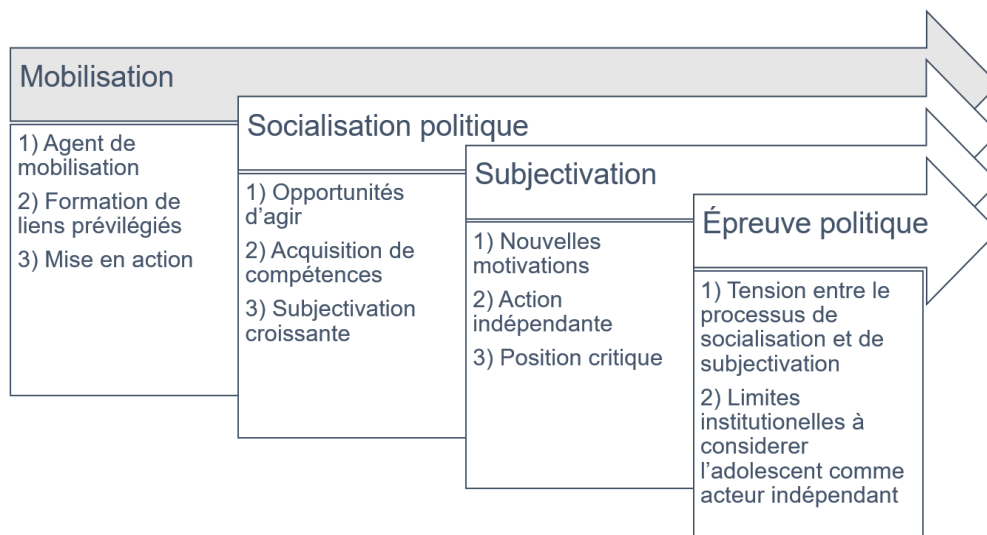 Mobilisation
1) Agent de
mobilisation
2) Formation de
liens prévilégiés
3) Mise en action
Socialisation politique
1) Opportunités
d'agir
2) Acquisition de
compétences
3) Subjectivation
croissante
Subjectivation
1) Nouvelles
motivations
2) Action
indépendante
3) Position critique
Épreuve politique
1) Tension entre le
processus de
socialisation et de
subjectivation
2) Limites
institutionelles à
considerer
l'adolescent comme
acteur indépendant